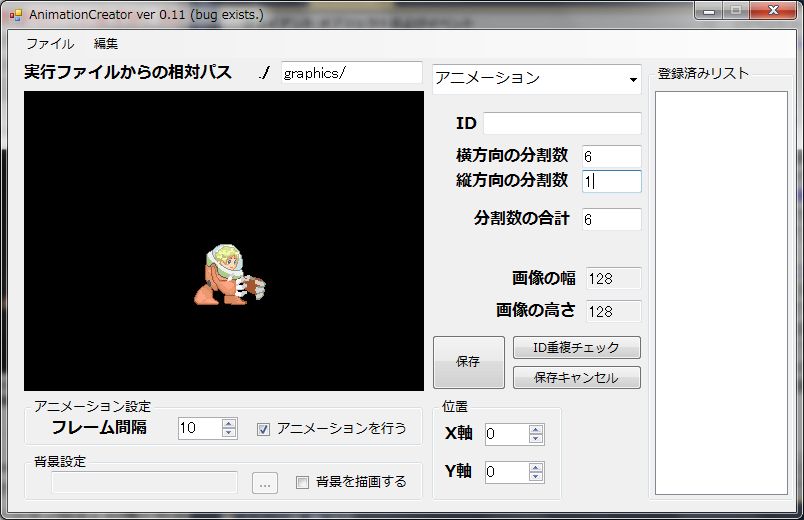 AnimationCreator ver 0.11 (bug exists.)
ファイル 編集
実行ファイルからの相対パス ./ graphics/
アニメーション
登録済みリスト
ID
横方向の分割数 6
縦方向の分割数 1
分割数の合計 6
画像の幅 128
画像の高さ 128
保存
ID重複チェック
保存キャンセル
アニメーション設定
フレーム間隔 10 アニメーションを行う
位置
X軸 0
Y軸 0
背景設定
... 背景を描画する